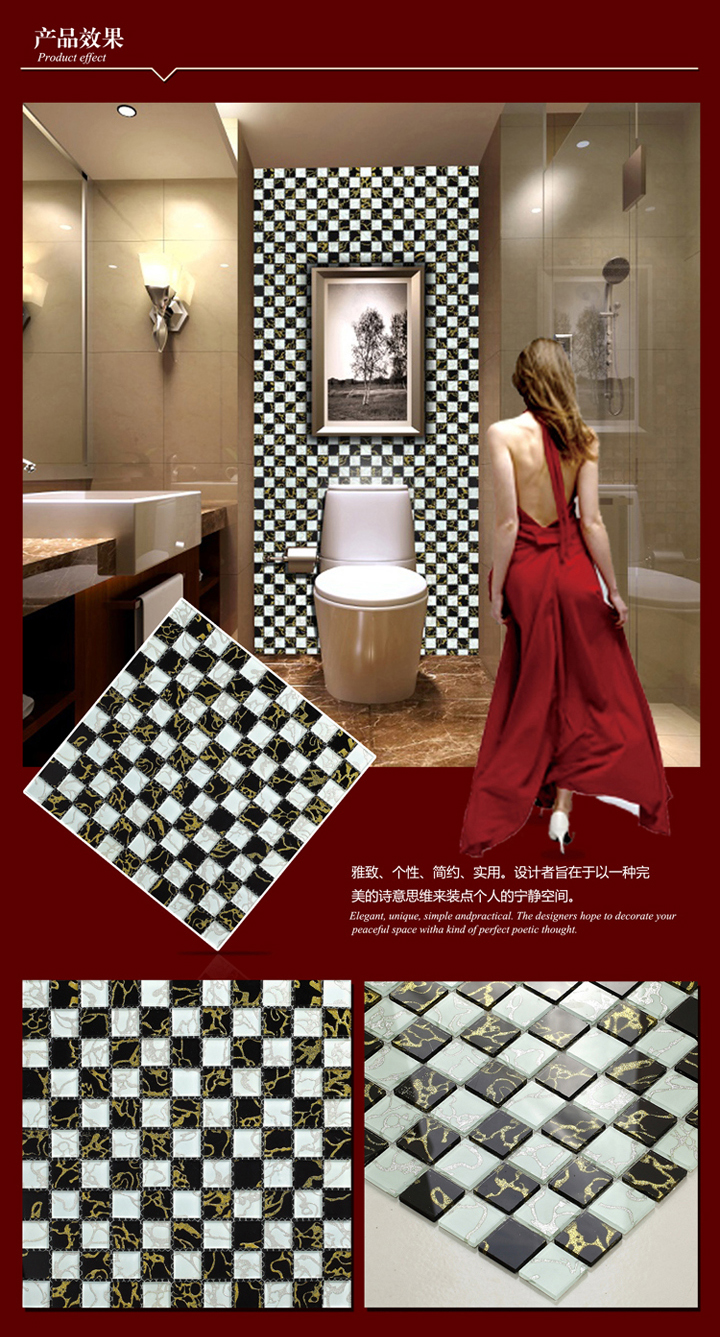 产品效果
Product effect
雅致、个性、简约、实用。设计者旨在于以一种完
美的诗意思维来装点个人的宁静空间。
Elegant, unique, simple andpractical. The designers hope to decorate your
peaceful space witha kind of perfect poetic thought.